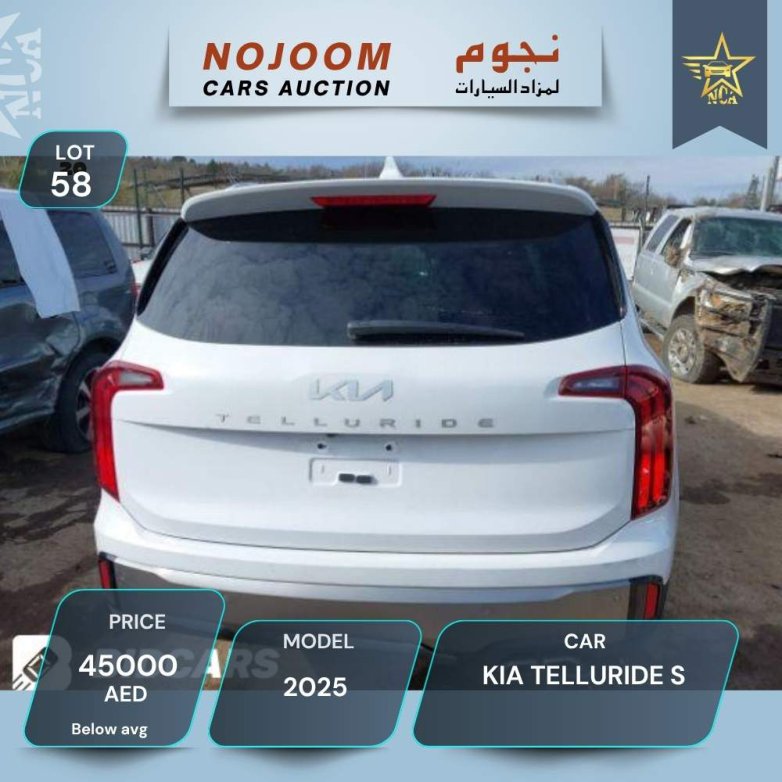 NCA
NOJOOM
CARS AUCTION
نجوم
لمزاد السيارات
NCA
LOT
58
KIA
TELLURIDE
PRICE
45000
AED
Below avg
MODEL
2025
CAR
KIA TELLURIDE S